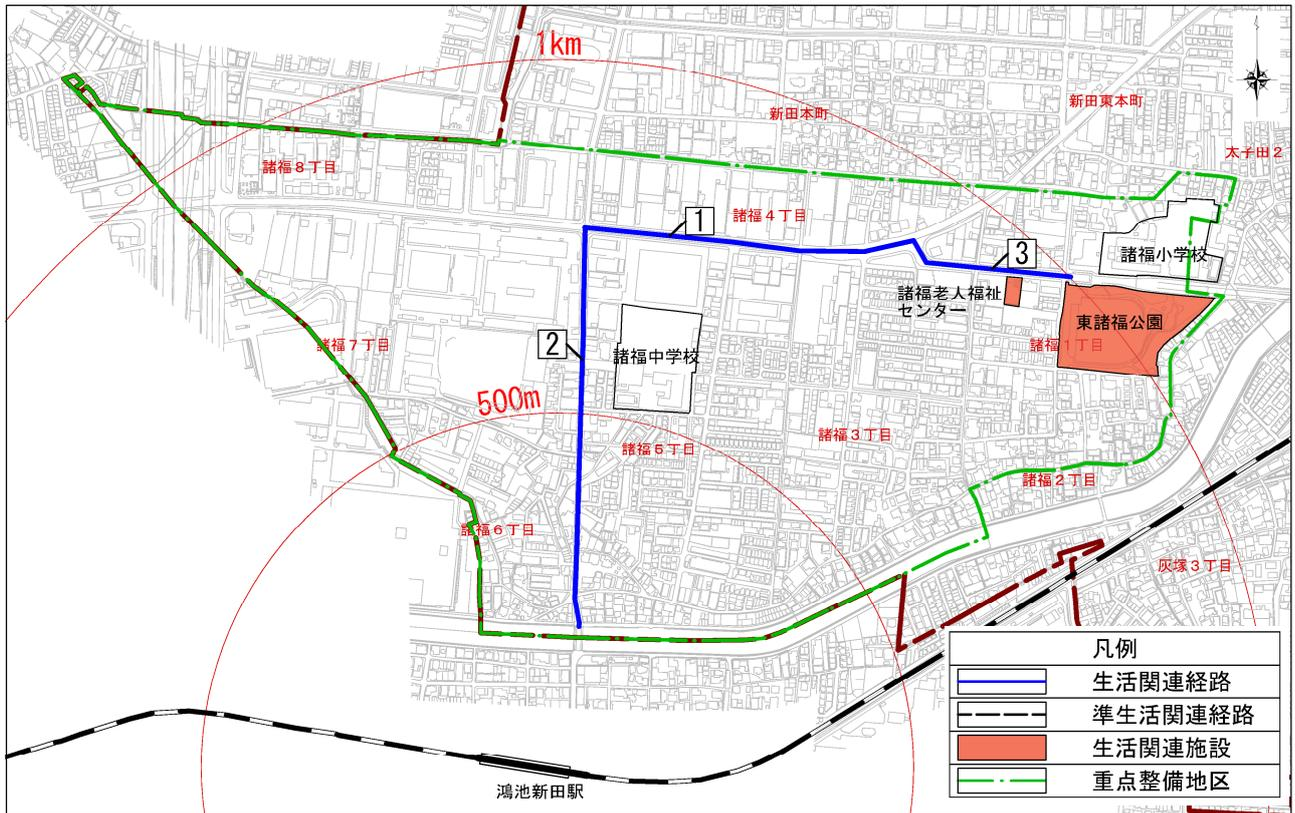 1km
新田東本町
新田本町
太子田2
諸福8丁目
1
諸福4丁目
3
諸福小学校
諸福老人福祉
センター
東諸福公園
諸福1丁目
2
諸福7丁目
諸福中学校
500m
諸福3丁目
諸福5丁目
諸福2丁目
諸福6丁目
灰塚3丁目
凡例
生活関連経路
準生活関連経路
生活関連施設
重点整備地区
鴻池新田駅